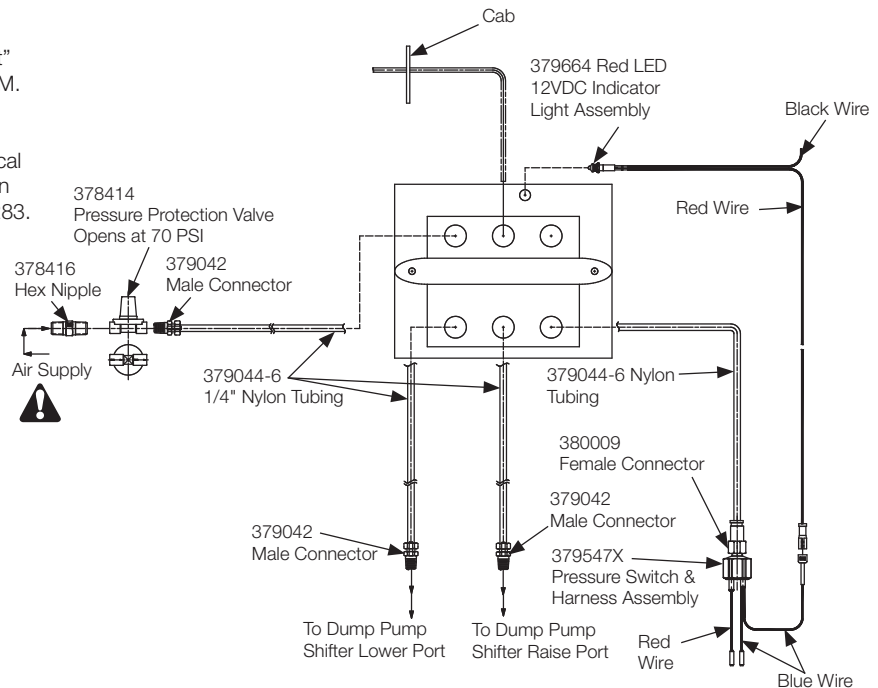 t"
M.
cal
n
283.
Cab
379664 Red LED
12VDC Indicator
Light Assembly
Black Wire
Red Wire
378414
Pressure Protection Valve
Opens at 70 PSI
379042
Male Connector
378416
Hex Nipple
Air Supply
379044-6
1/4" Nylon Tubing
379044-6 Nylon
Tubing
380009
Female Connector
379042
Male Connector
379042
Male Connector
379547X
Pressure Switch &
Harness Assembly
To Dump Pump
Shifter Lower Port
To Dump Pump
Shifter Raise Port
Red
Wire
Blue Wire